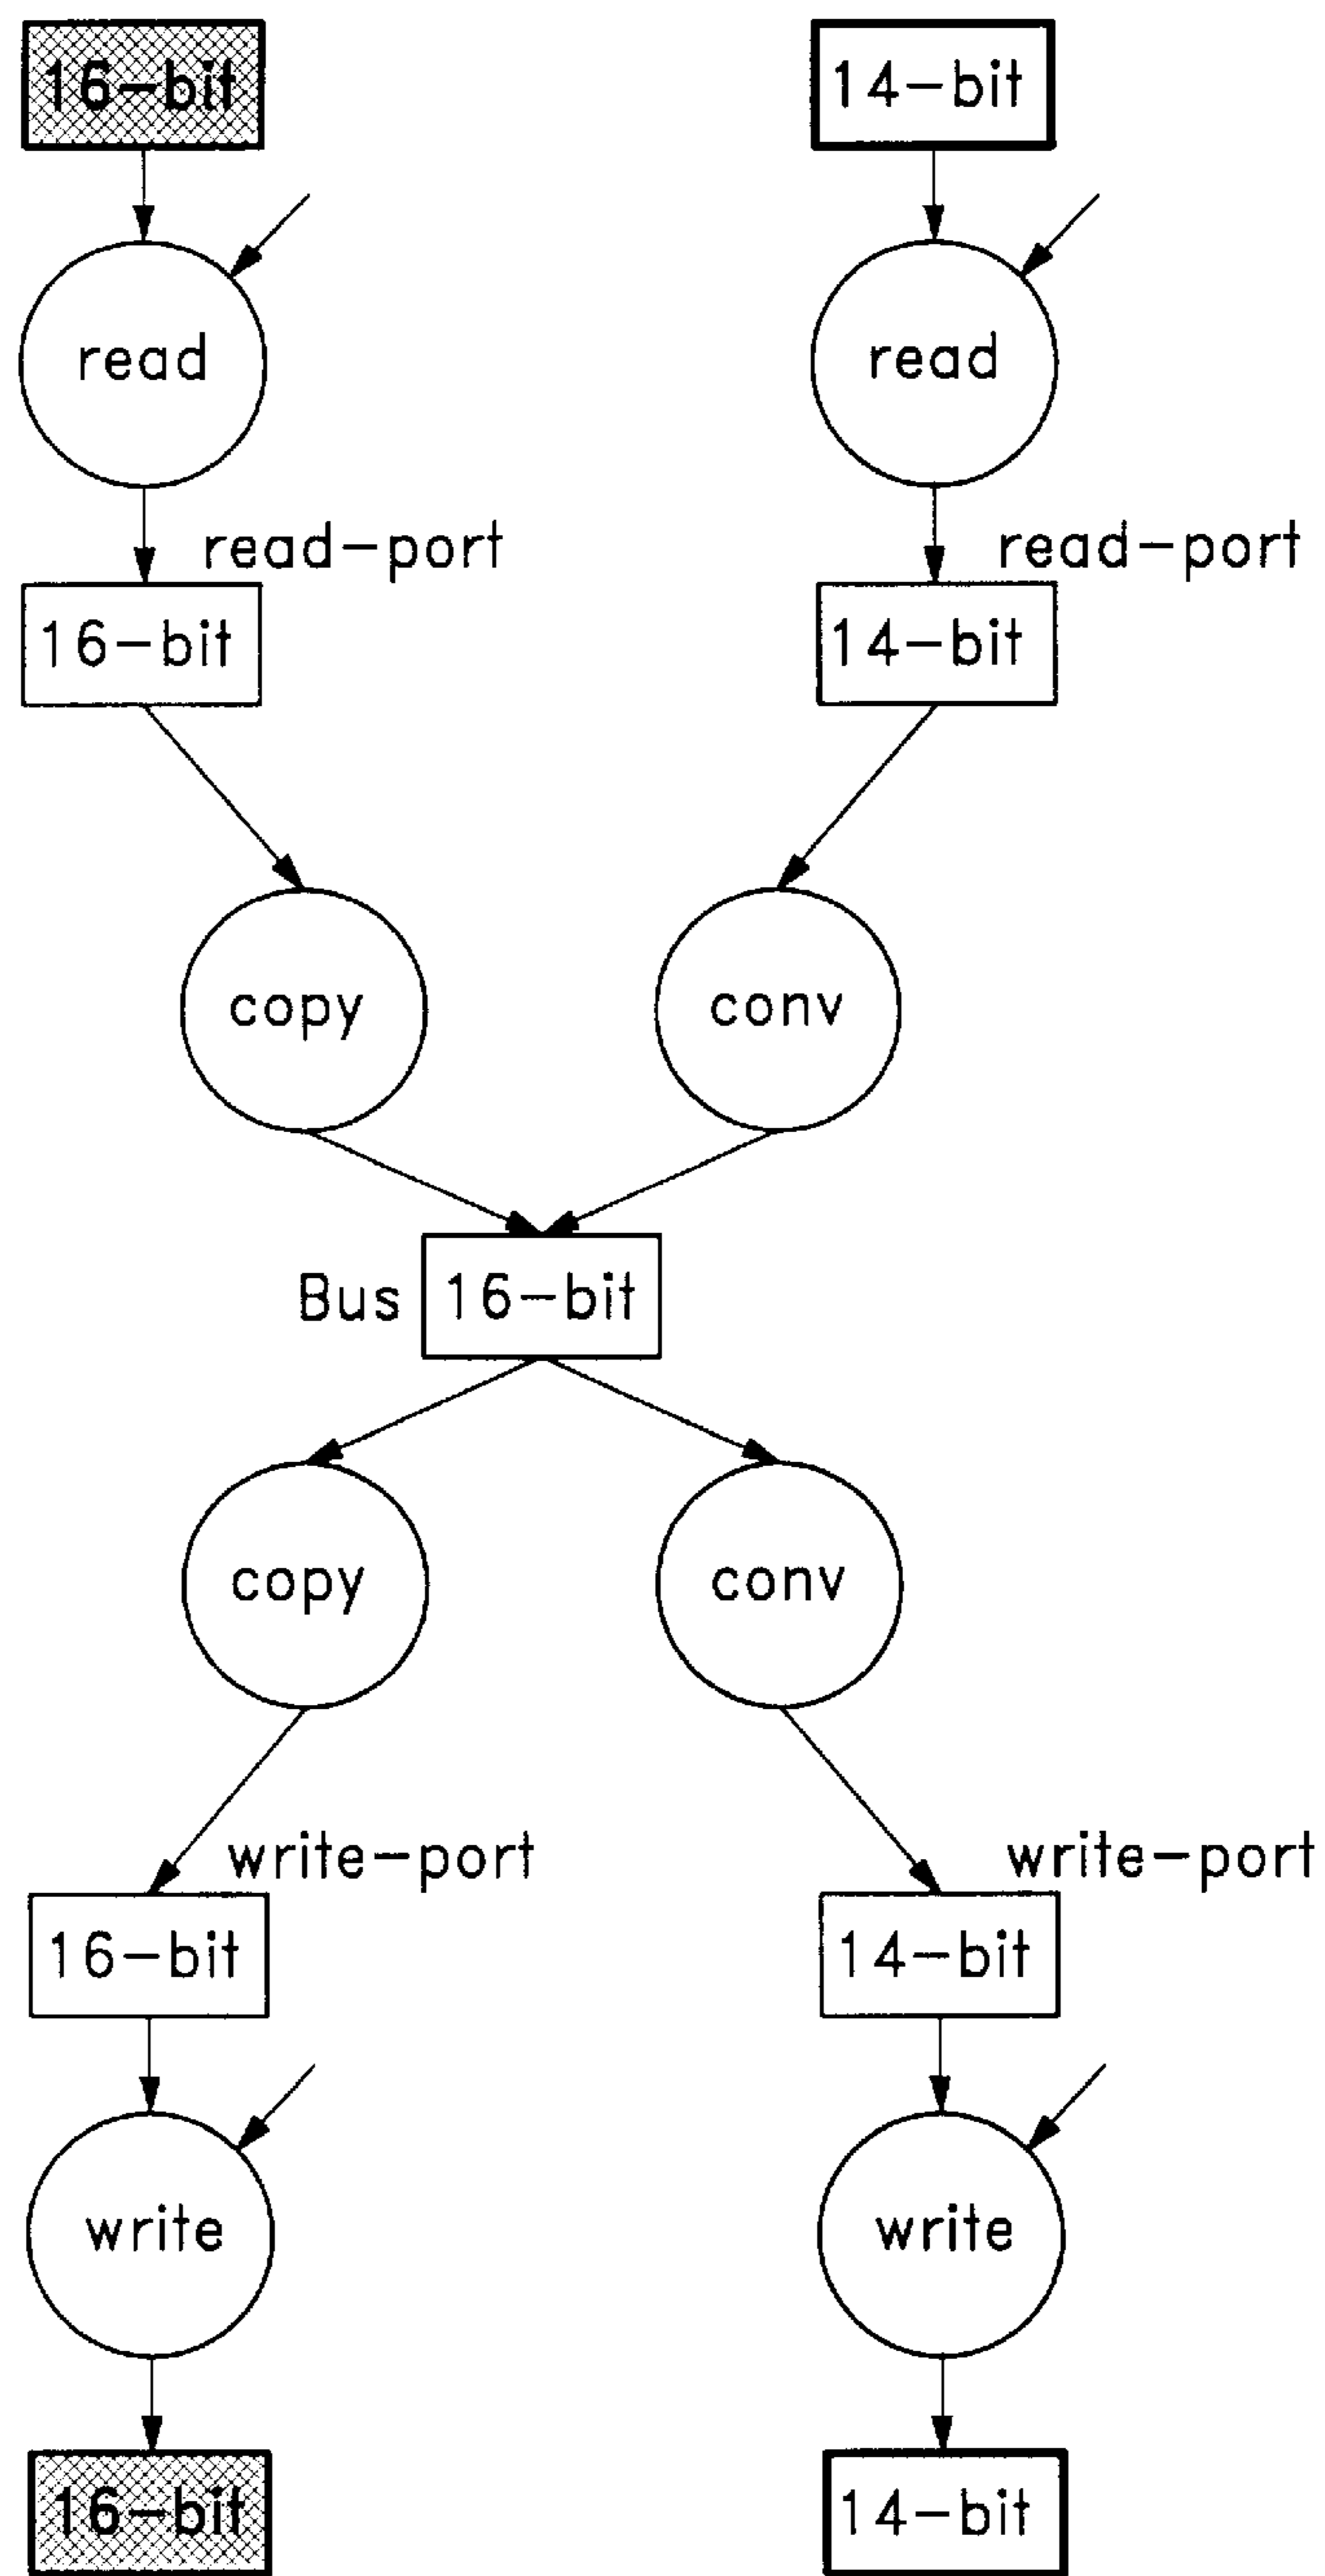 16-bit
14-bit
read
read
read-port
read-port
16-bit
14-bit
copy
conv
Bus
16-bit
copy
conv
write-port
write-port
16-bit
14-bit
write
write
16-bit
14-bit